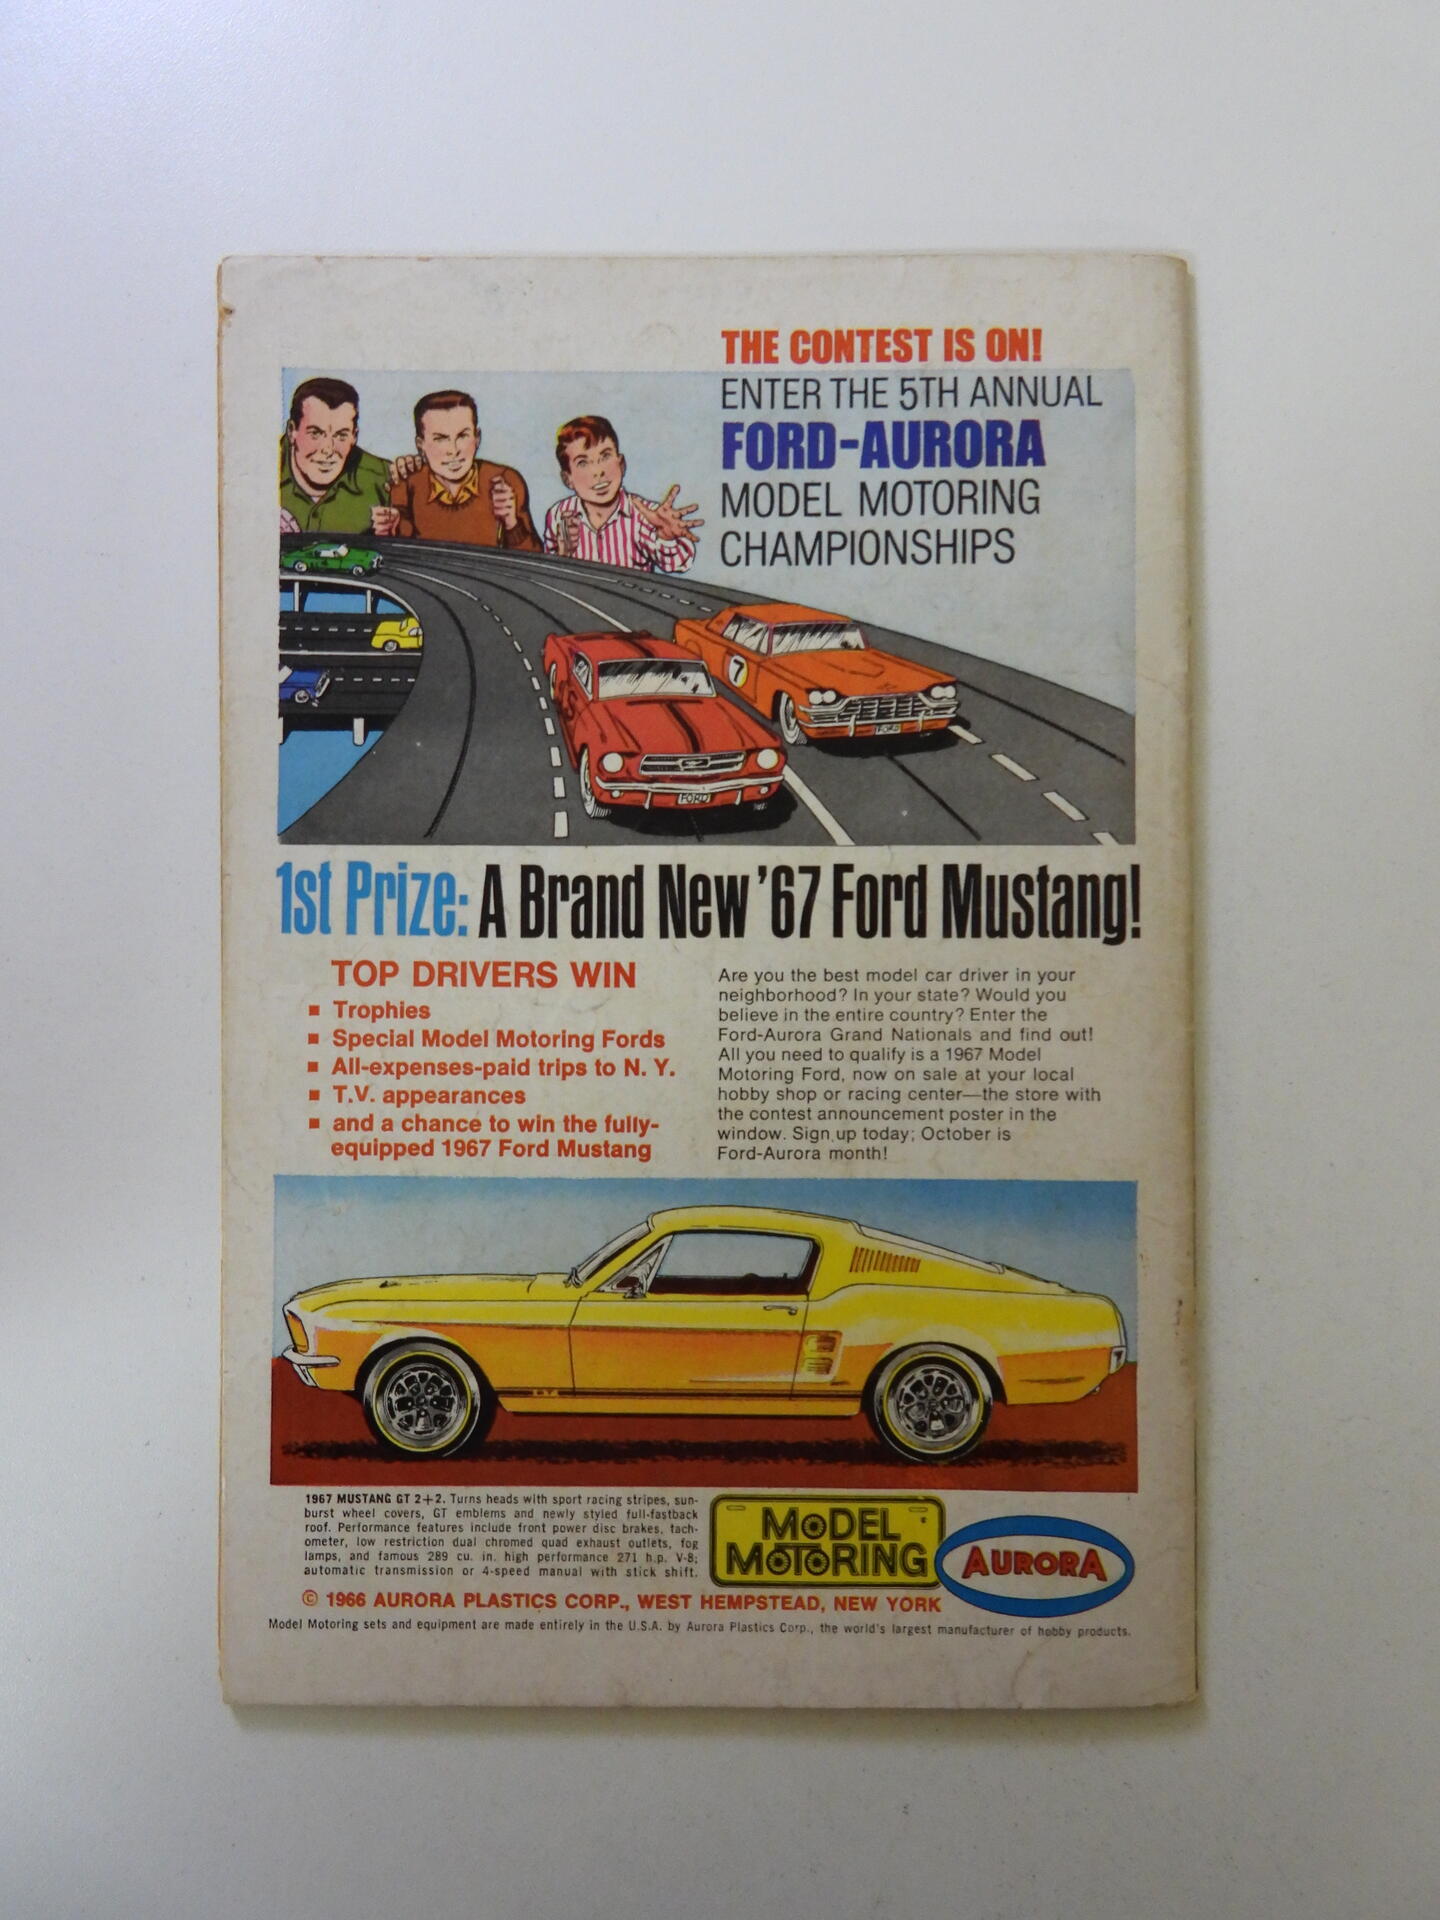 THE CONTEST IS ON!
ENTER THE 5TH ANNUAL
FORD-AURORA
MODEL MOTORING
CHAMPIONSHIPS
7
FORD
FORD
1st Prize: A Brand New '67 Ford Mustang!
TOP DRIVERS WIN
▪ Trophies
▪ Special Model Motoring Fords
▪ All-expenses-paid trips to N. Y.
▪ T.V. appearances
▪ and a chance to win the fully-
equipped 1967 Ford Mustang
Are you the best model car driver in your
neighborhood? In your state? Would you
believe in the entire country? Enter the
Ford-Aurora Grand Nationals and find out!
All you need to qualify is a 1967 Model
Motoring Ford, now on sale at your local
hobby shop or racing center—the store with
the contest announcement poster in the
window. Sign up today; October is
Ford-Aurora month!
1967 MUSTANG GT 2+2. Turns heads with sport racing stripes, sun-
burst wheel covers, GT emblems and newly styled full-fastback
roof. Performance features include front power disc brakes, tach-
ometer, low restriction dual chromed quad exhaust outlets, fog
lamps, and famous 289 cu. in. high performance 271 h.p. V-8;
automatic transmission or 4-speed manual with stick shift.
MODEL
MOTORING
AURORA
© 1966 AURORA PLASTICS CORP., WEST HEMPSTEAD, NEW YORK
Model Motoring sets and equipment are made entirely in the U.S.A. by Aurora Plastics Corp., the world's largest manufacturer of hobby products.